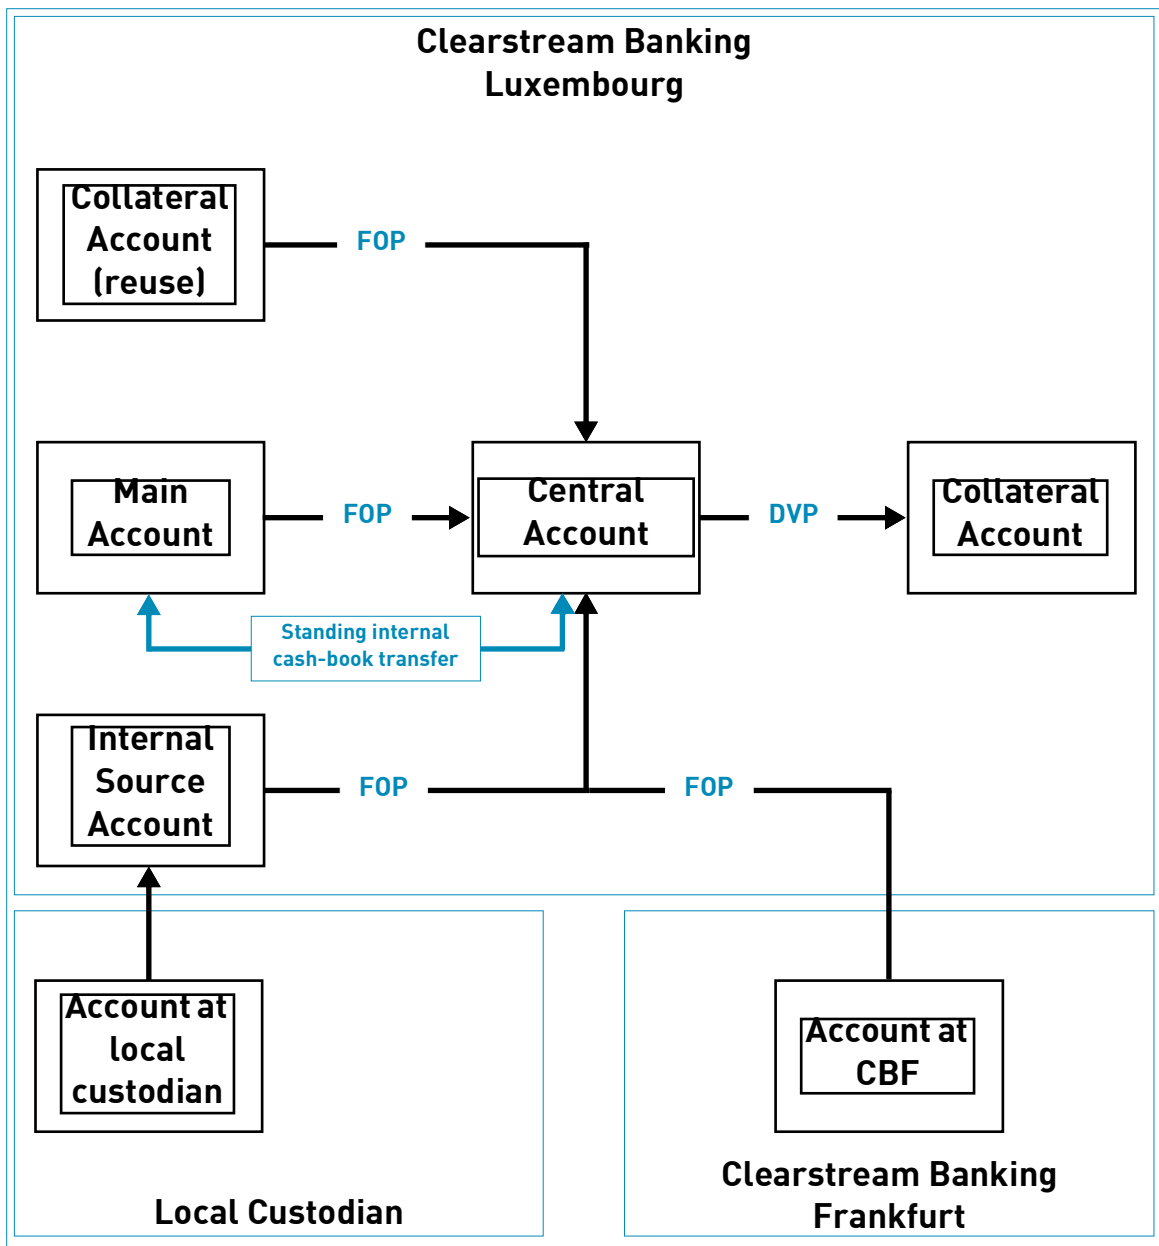 Clearstream Banking
Luxembourg
Collateral
Account
(reuse)
FOP
Main
Account
FOP
Central
Account
DVP
Collateral
Account
Standing internal
cash-book transfer
Internal
Source
Account
FOP
FOP
Account at
local
custodian
Account at
CBF
Local Custodian
Clearstream Banking
Frankfurt